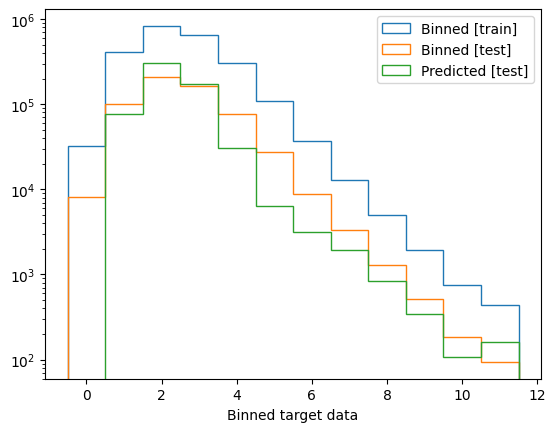 10^6
10^5
10^4
10^3
10^2
Binned [train]
Binned [test]
Predicted [test]
0 2 4 6 8 10 12
Binned target data